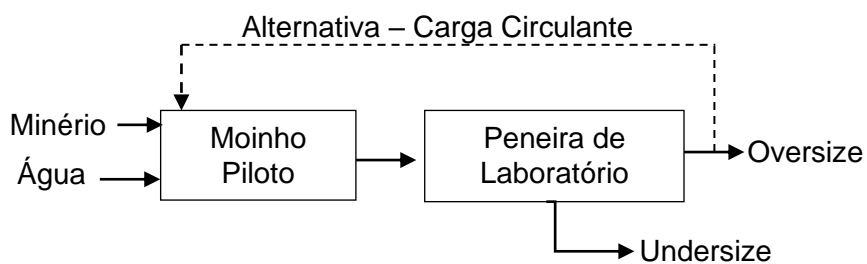 Alternativa – Carga Circulante
Minério
Água
Moinho
Piloto
Peneira de
Laboratório
Oversize
Undersize